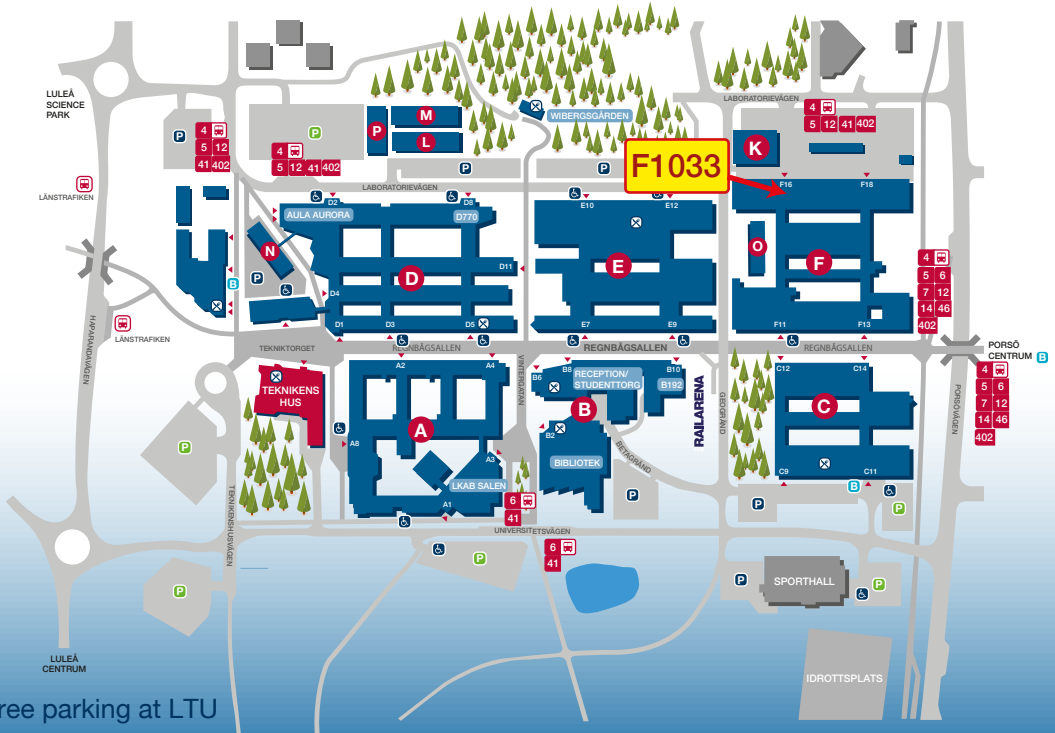 LULEÅ
SCIENCE
PARK
4
5 12
41 402
P
P
4
5 12 41 402
P
M
L
P
WIBERGSGÅRDEN
P
LABORATORIEVÄGEN
4
5 12 41 402
K
F1033
LÄNSTRAFIKEN
LABORATORIEVÄGEN
D2
D8
E10
E12
F16
F18
AULA AURORA
D770
N
P
B
D
D11
E
O
F
4
5 6
7 12
14 46
402
D4
D1
D3
D5
E7
E9
F11
F13
LÄNSTRAFIKEN
HAPARANDAVÄGEN
TEKNIKTORGET
REGNBÅGSALLEN
REGNBÅGSALLEN
REGNBÅGSALLEN
PORSÖ
CENTRUM B
4
5 6
7 12
14 46
402
TEKNIKENS
HUS
A2
A4
VINTERGATAN
B6
B8
RECEPTION/
STUDENTTORG
B10
B192
B
RAILARENA
GEOGRÄND
C12
C14
C
PORSÖVÄGEN
A
A8
A3
LKAB SALEN
A1
B2
BIBLIOTEK
BETAGRÄND
P
C9
C11
B
P
P
P
TEKNIKENSHUSVÄGEN
6
41
UNIVERSITETSVÄGEN
6
41
P
P
P
SPORTHALL
P
IDROTTSPLATS
LULEÅ
CENTRUM
ree parking at LTU